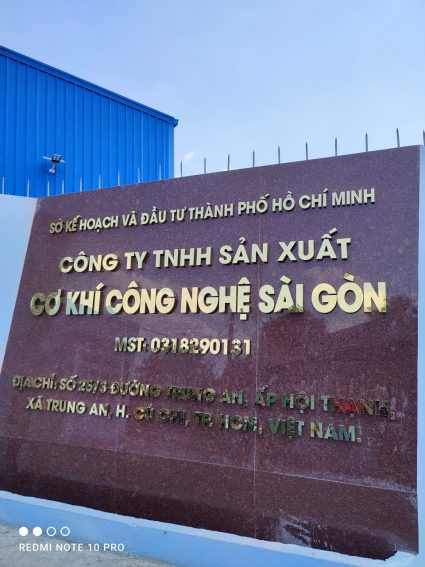 SỞ KẾ HOẠCH VÀ ĐẦU TƯ THÀNH PHỐ HỒ CHÍ MINH
CÔNG TY TNHH SẢN XUẤT
CƠ KHÍ CÔNG NGHỆ SÀI GÒN
MST: 0318290131
ĐỊA CHỈ: SỐ 25/3 ĐƯỜNG TRUNG AN, ẤP HỘI THẠNH,
XÃ TRUNG AN, H. CỦ CHI, TP. HCM, VIỆT NAM.
REDMI NOTE 10 PRO